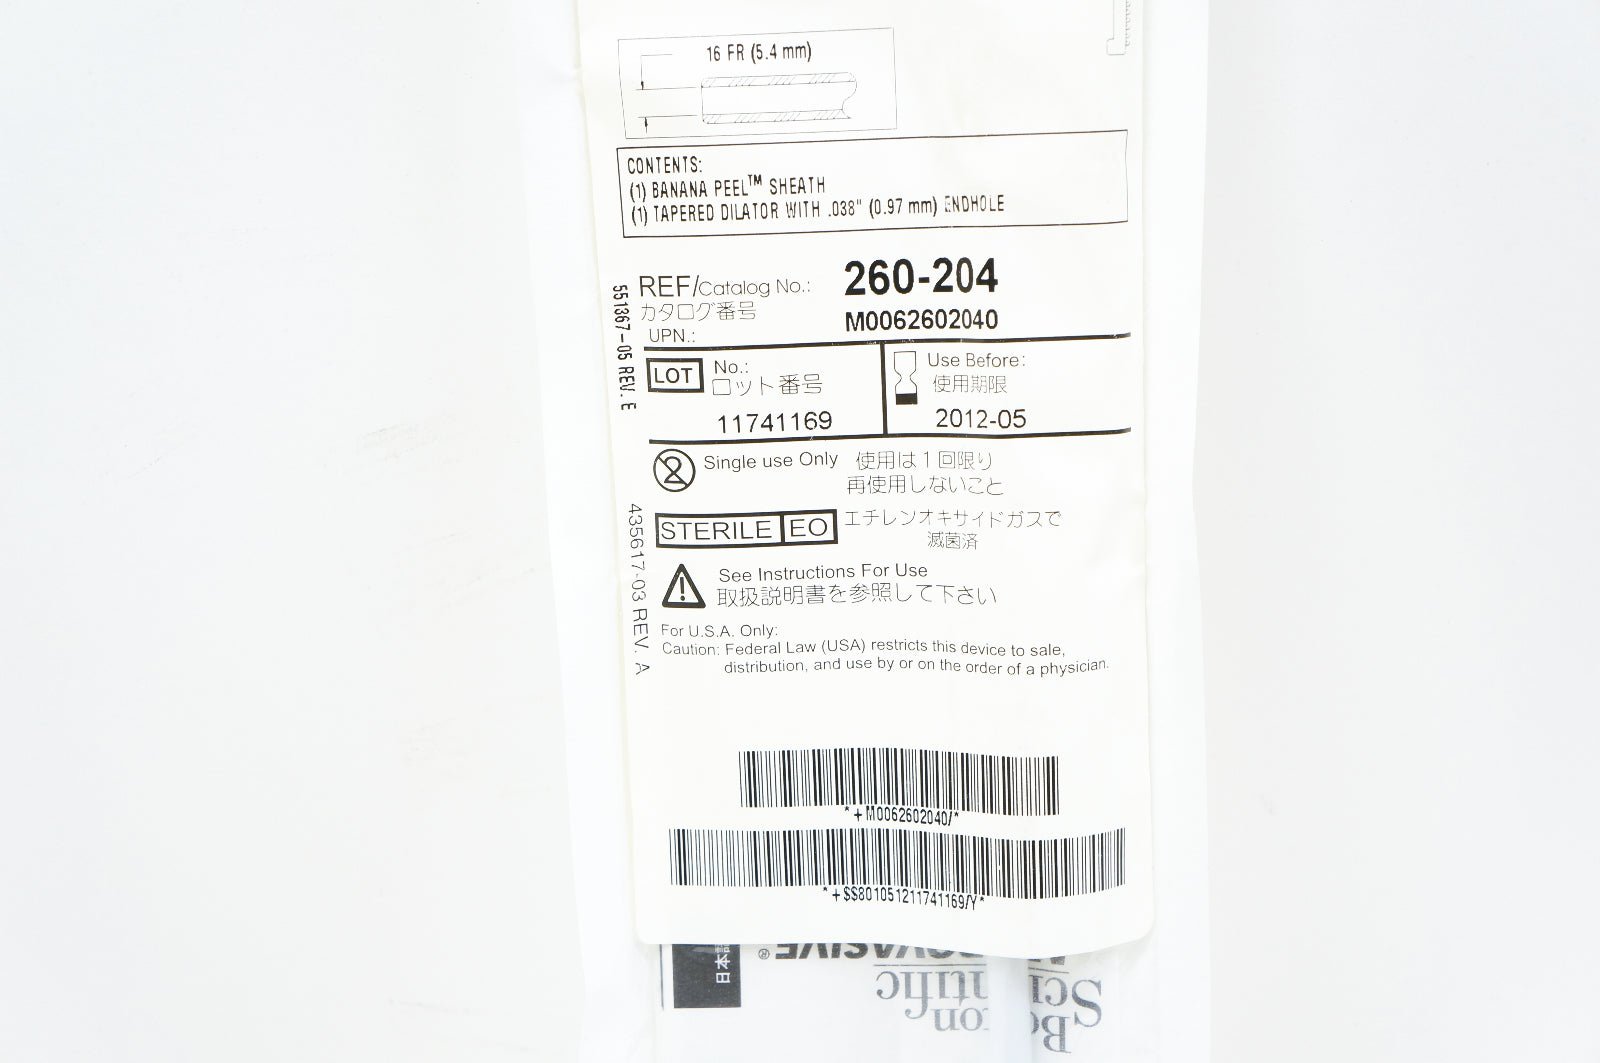 16 FR (5.4 mm)
CONTENTS:
(1) BANANA PEEL™ SHEATH
(1) TAPERED DILATOR WITH .038" (0.97 mm) ENDHOLE
REF/Catalog No.: 260-204
カタログ番号
UPN.: M0062602040
551367-05 REV. E
LOT No.:
ロット番号
11741169
Use Before:
使用期限
2012-05
2 Single use Only 使用は1回限り
再使用しないこと
STERILE EO エチレンオキサイドガスで
滅菌済
435617-03 REV. A
See Instructions For Use
取扱説明書を参照して下さい
For U.S.A. Only:
Caution: Federal Law (USA) restricts this device to sale,
distribution, and use by or on the order of a physician.
*+M0062602040/*
*+$$801051211741169/Y*
日本語